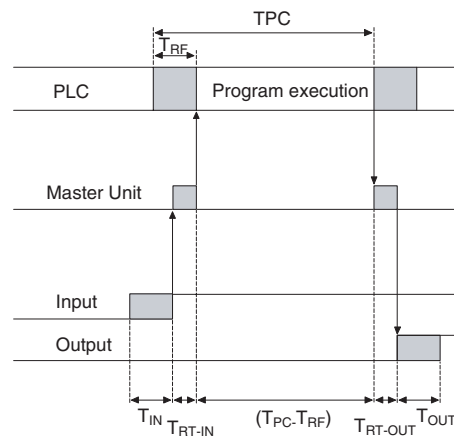 TPC
TRF
PLC
Program execution
Master Unit
Input
Output
TIN
TRT-IN
(TPC-TRF)
TRT-OUT
TOUT